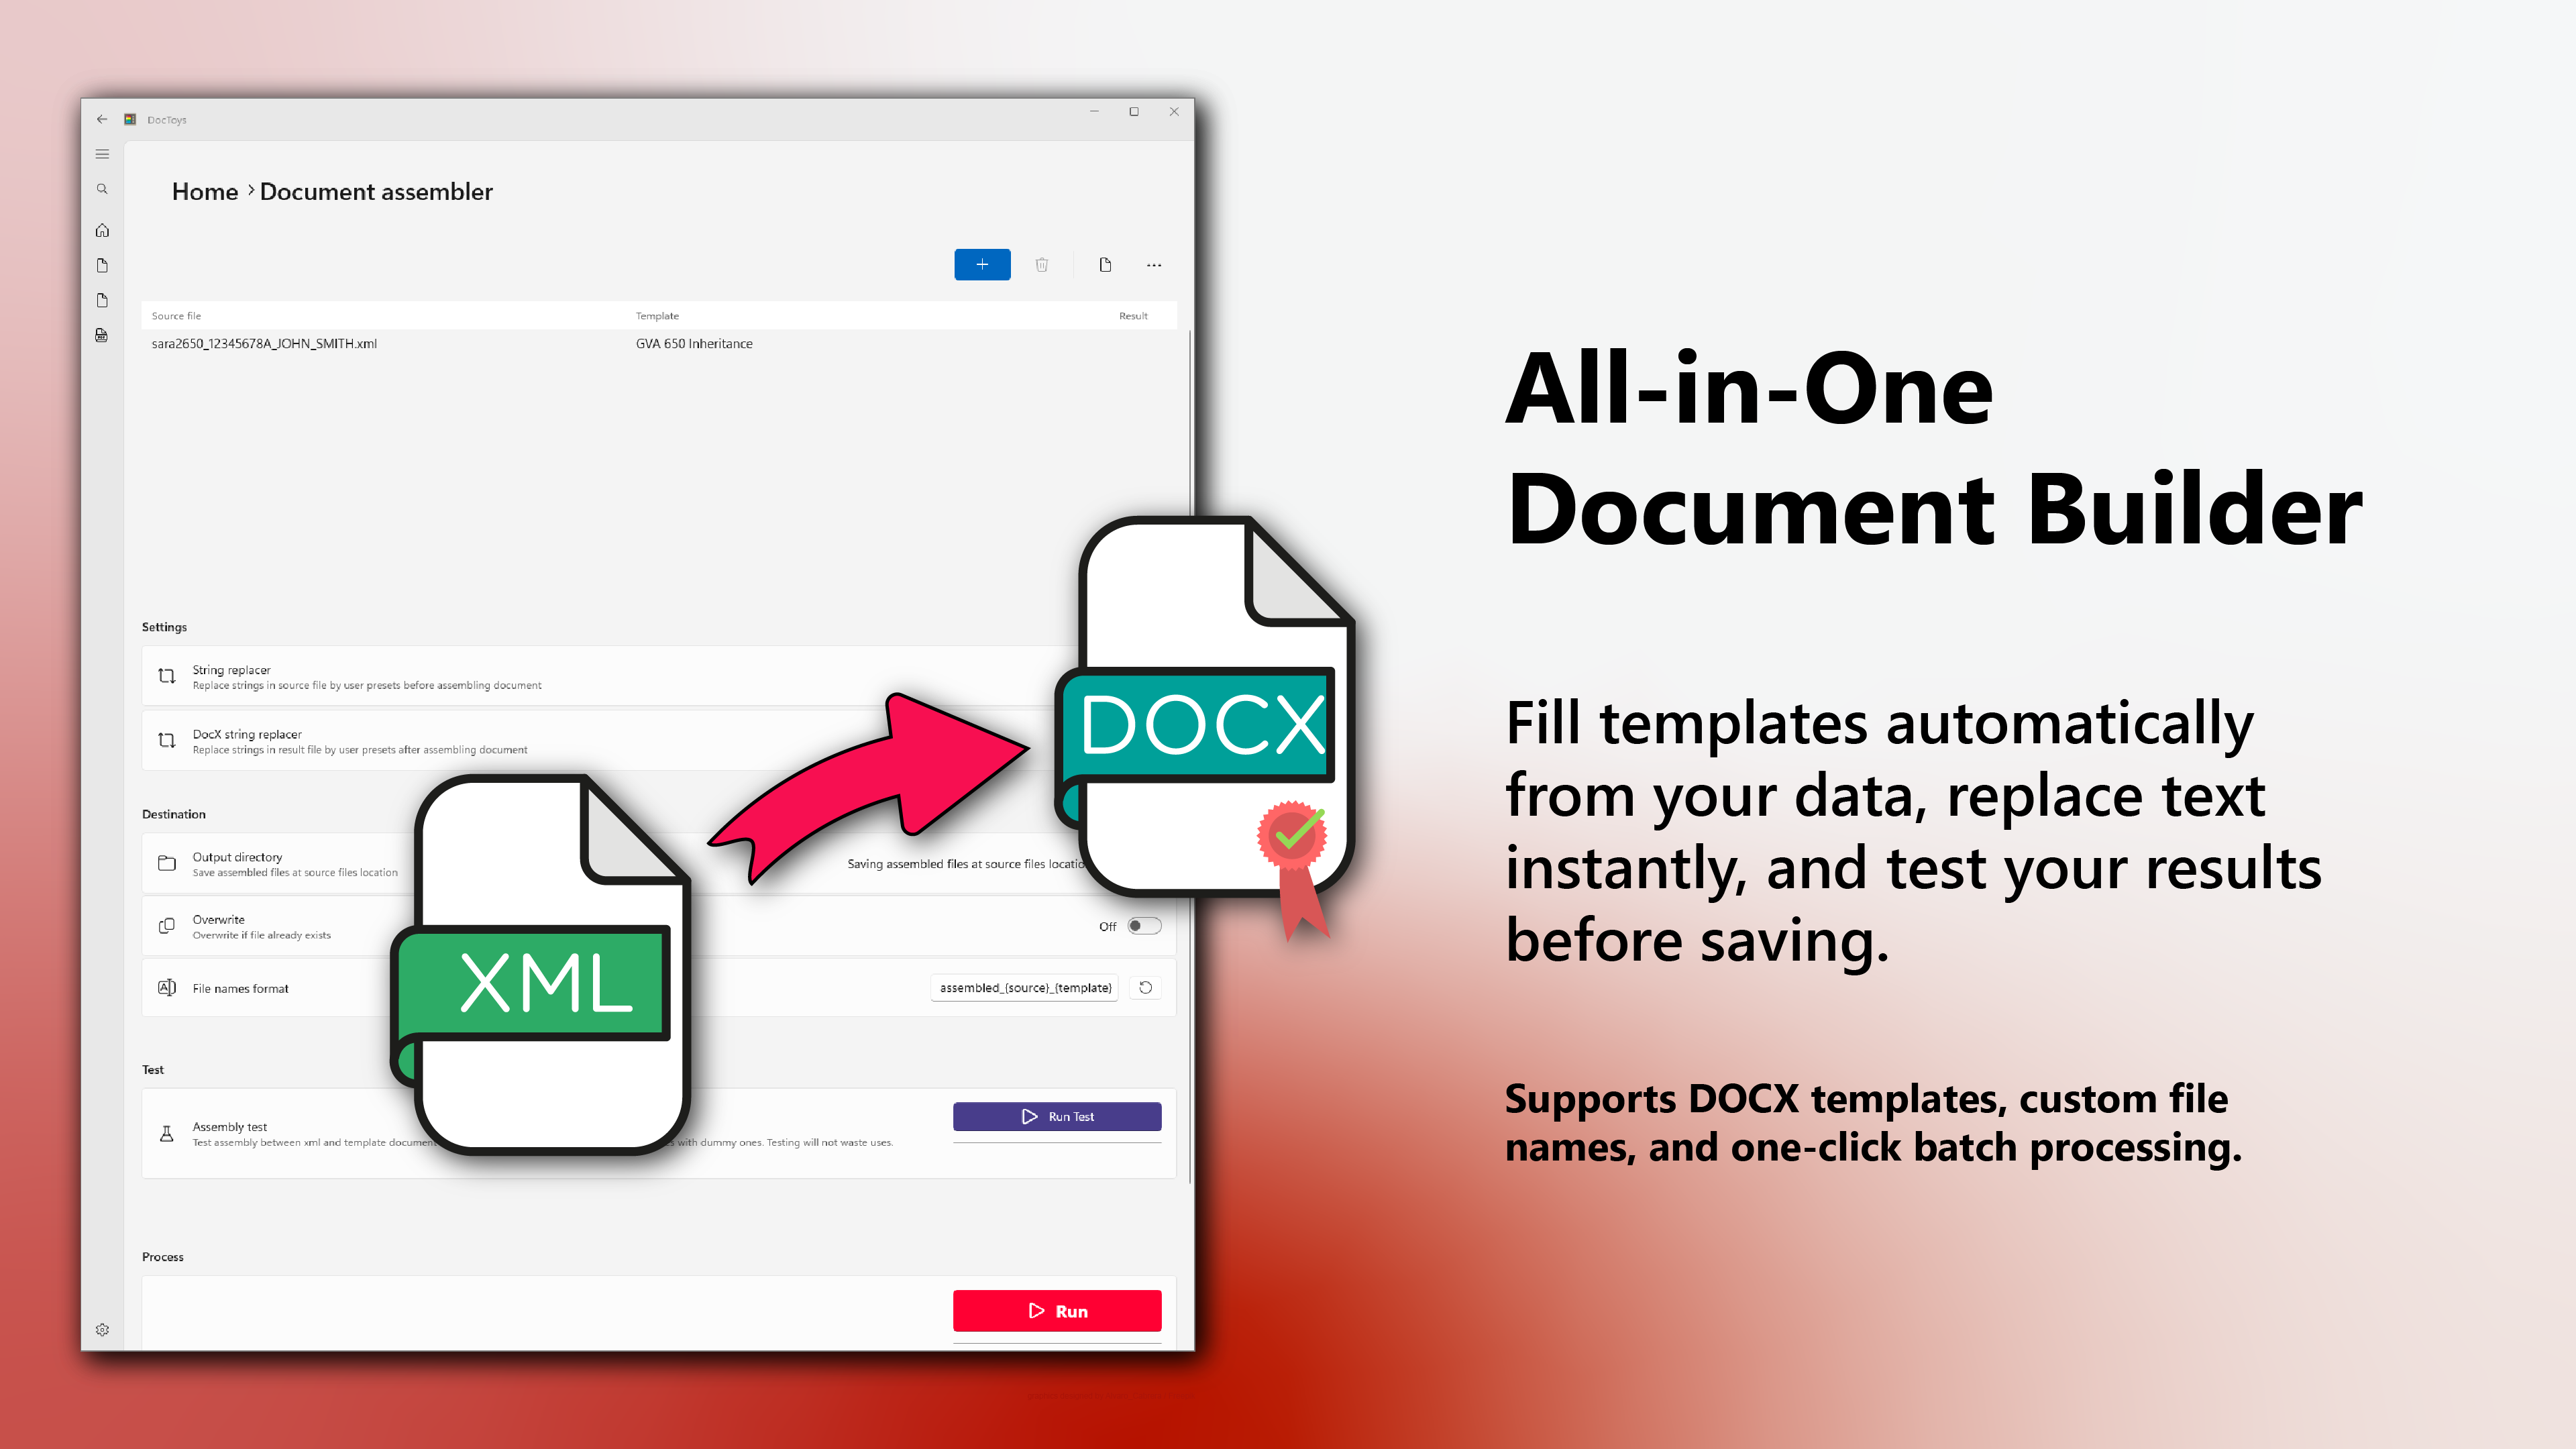 DocToys
Home > Document assembler
Source file Template Result
sara2650_12345678A_JOHN_SMITH.xml GVA 650 Inheritance
Settings
String replacer
Replace strings in source file by user presets before assembling document
DocX string replacer
Replace strings in result file by user presets after assembling document
Destination
Output directory
Save assembled files at source files location
Saving assembled files at source files
Overwrite
Overwrite if file already exists
Off
File names format
assembled_{source}_{template}
Test
Assembly test
Test assembly between xml and template
with dummy ones. Testing will not waste uses.
Run Test
Process
Run
XML
DOCX
All-in-One
Document Builder
Fill templates automatically
from your data, replace text
instantly, and test your results
before saving.
Supports DOCX templates, custom file
names, and one-click batch processing.